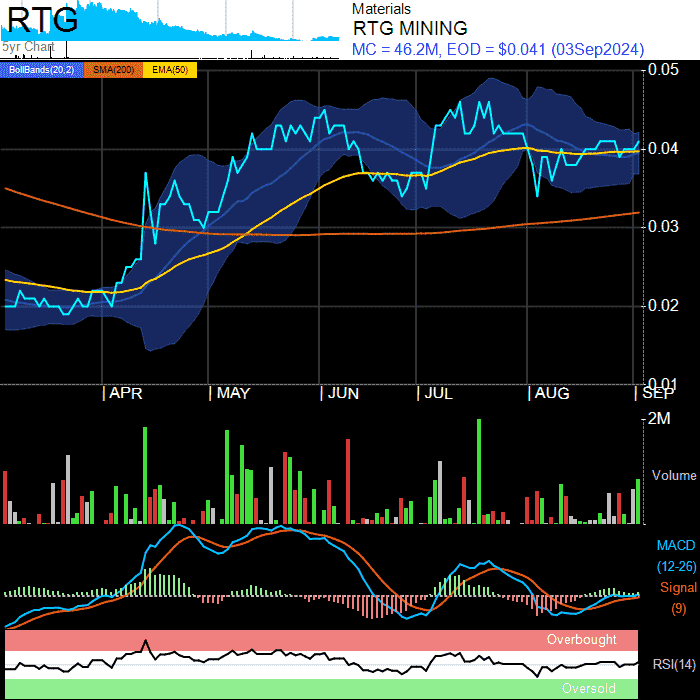 RTG
5yr Chart
Materials
RTG MINING
MC = 46.2M, EOD = $0.041 (03Sep2024)
BollBands(20,2) SMA(200) EMA(50)
0.05
0.04
0.03
0.02
0.01
APR MAY JUN JUL AUG SEP
2M
Volume
MACD
(12-26)
Signal
(9)
Overbought
RSI(14)
Oversold